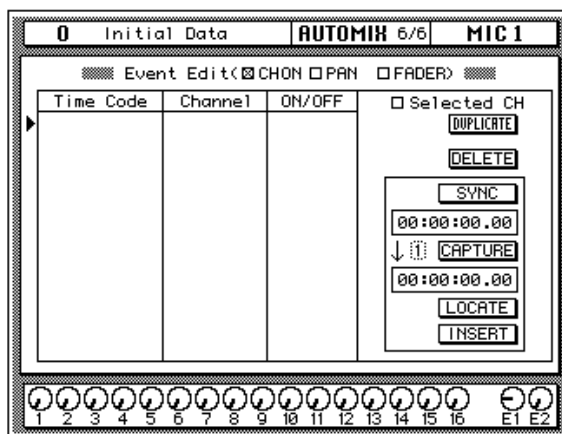 0 Initial Data AUTOMIX 6/6 MIC 1
Event Edit(☒CHON ☐PAN ☐FADER)
Time Code Channel ON/OFF
☐Selected CH
DUPLICATE
DELETE
SYNC
00:00:00.00
↓ 1 CAPTURE
00:00:00.00
LOCATE
INSERT
1 2 3 4 5 6 7 8 9 10 11 12 13 14 15 16 E1 E2